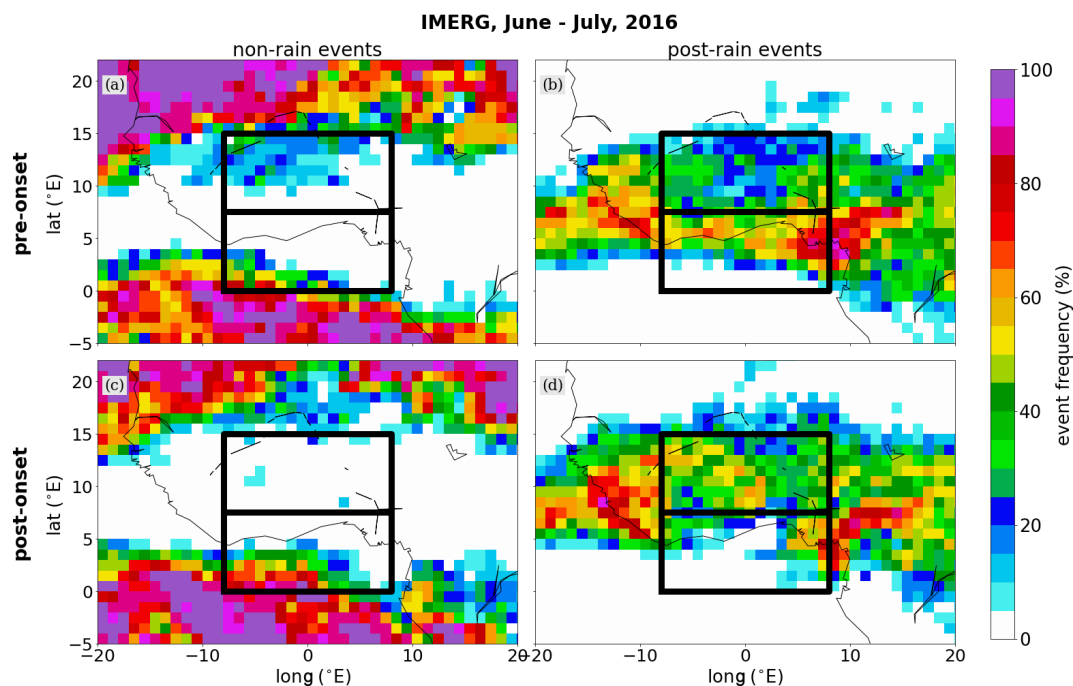 IMERG, June - July, 2016
non-rain events
post-rain events
(a)
(b)
pre-onset
lat (˚E)
20
15
10
5
0
−5
(c)
(d)
post-onset
lat (˚E)
20
15
10
5
0
−5
−20
−10
0
10
20
−20
−10
0
10
20
long (˚E)
long (˚E)
100
80
60
40
20
0
event frequency (%)